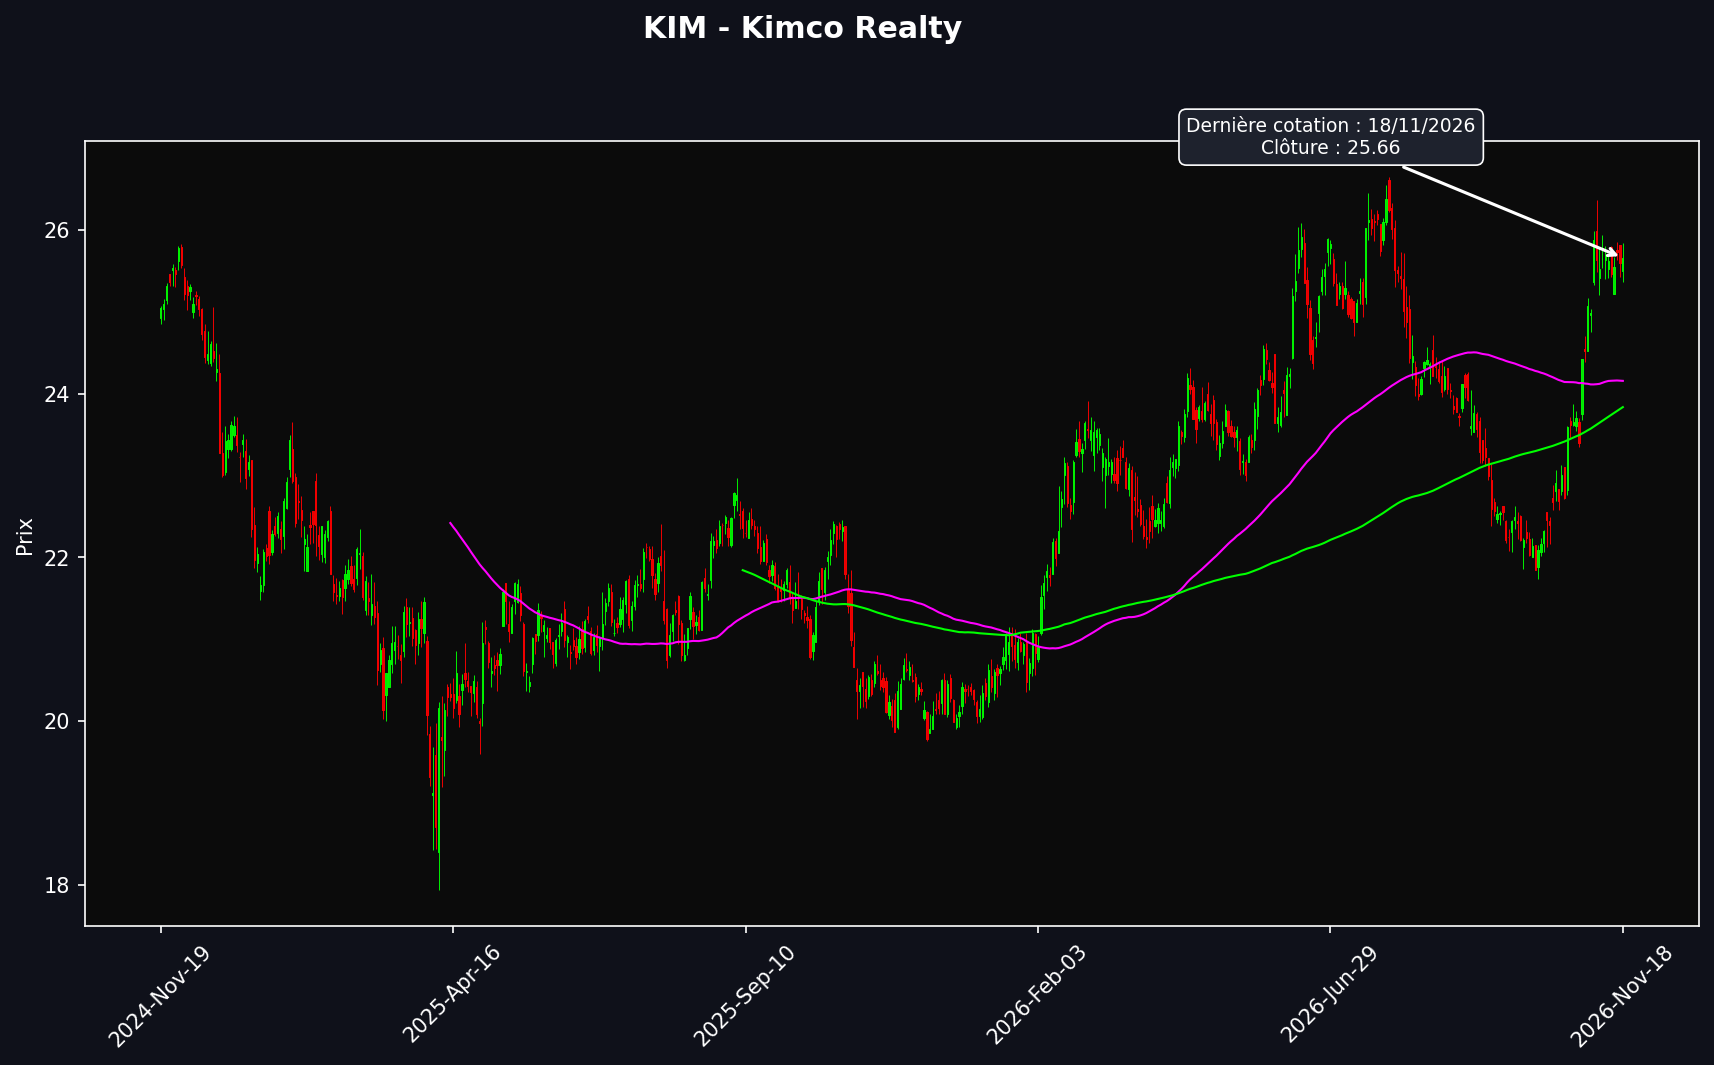 KIM - Kimco Realty
Dernière cotation : 18/11/2026
Clôture : 25.66
Prix
26
24
22
20
18
2024-Nov-19
2025-Apr-16
2025-Sep-10
2026-Feb-03
2026-Jun-29
2026-Nov-18